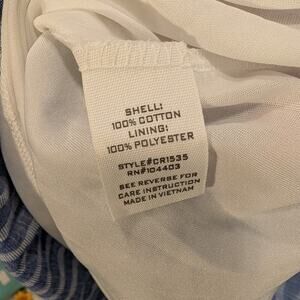 SHELL:
100% COTTON
LINING:
100% POLYESTER
STYLE#CR1535
RN#104403
SEE REVERSE FOR
CARE INSTRUCTION
MADE IN VIETNAM